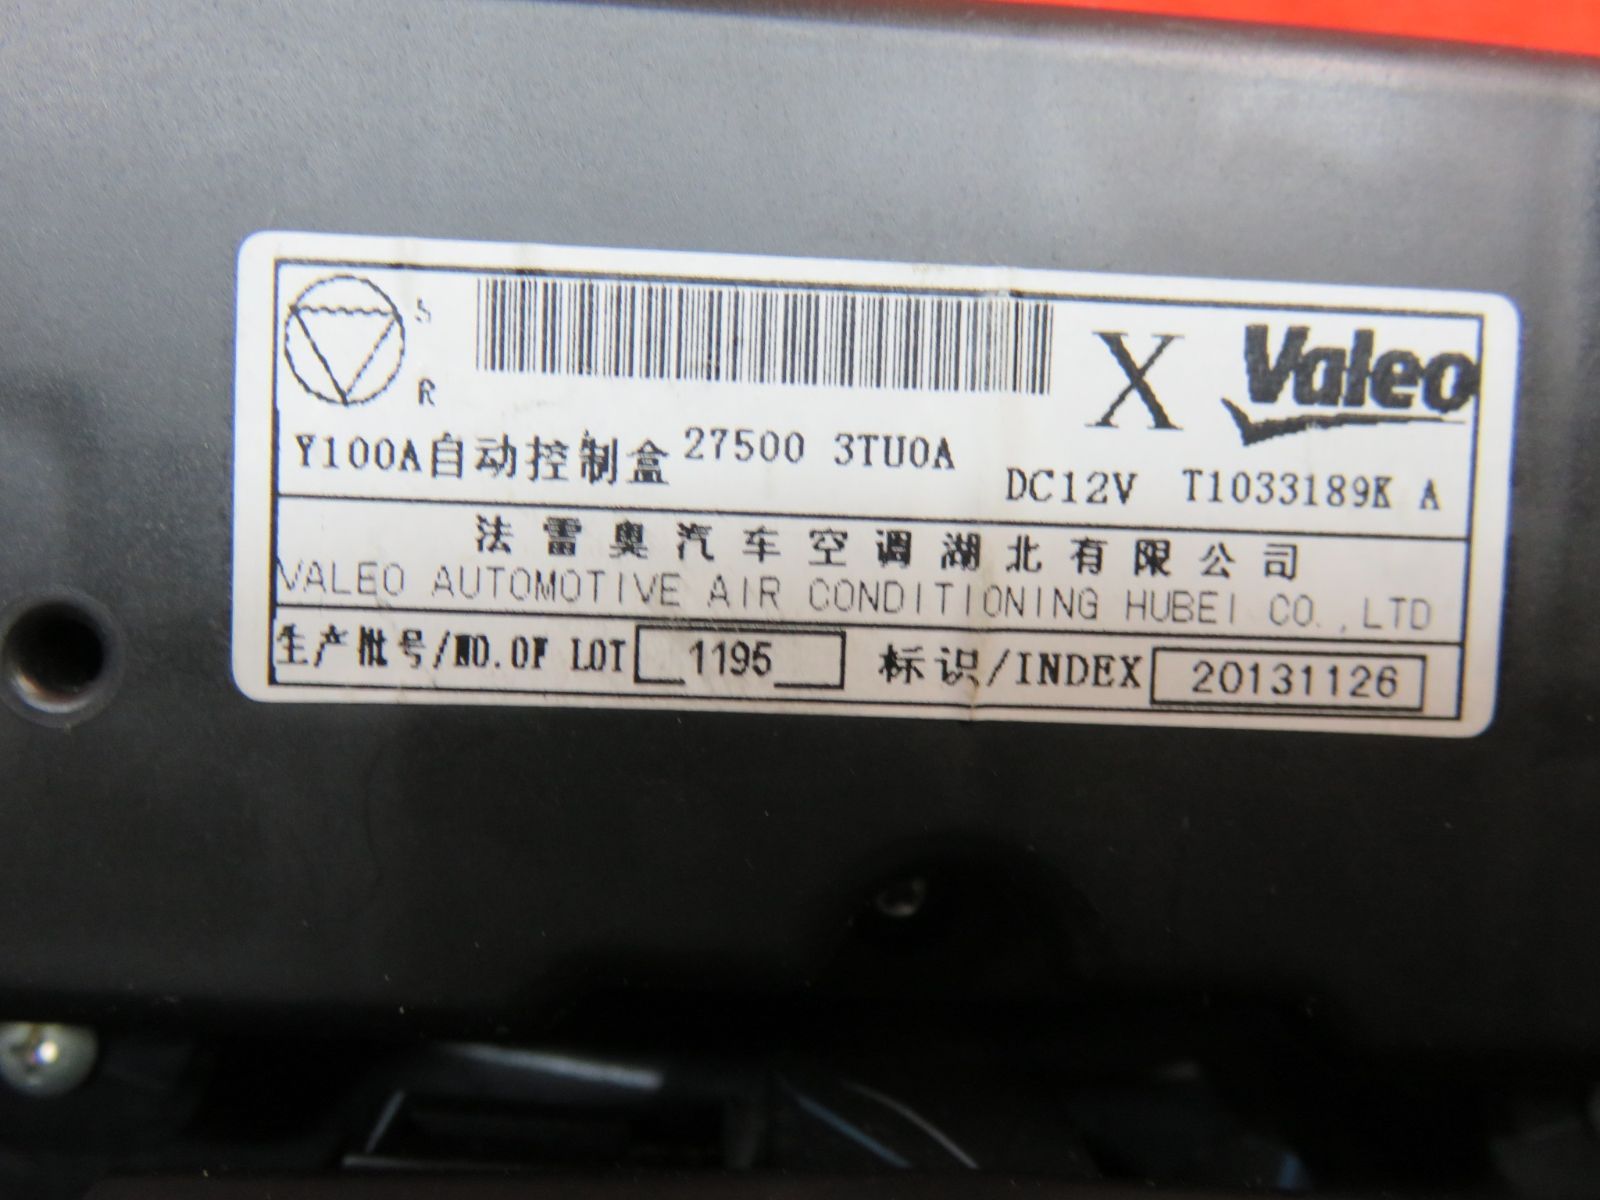 S
R
X
Valeo
Y100A自动控制盒 27500 3TU0A
DC12V T1033189K A
法雷奥汽车空调湖北有限公司
VALEO AUTOMOTIVE AIR CONDITIONING HUBEI CO.,LTD
生产批号/NO.OF LOT 1195 标识/INDEX 20131126